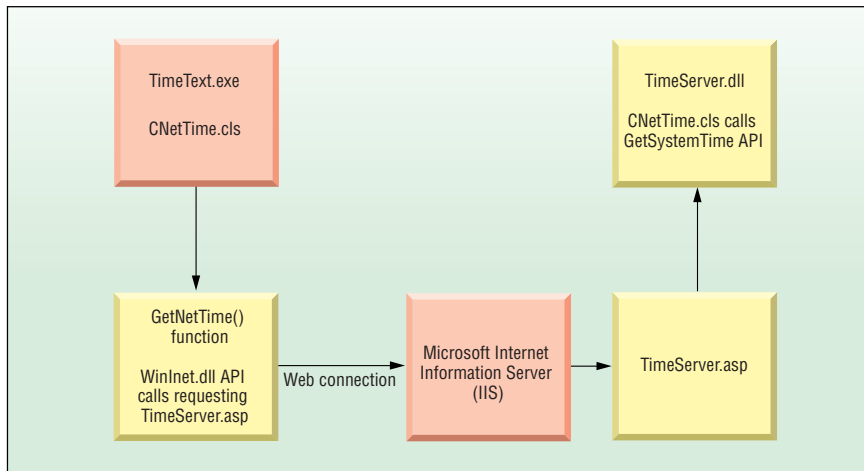 TimeText.exe
CNetTime.cls
TimeServer.dll
CNetTime.cls calls
GetSystemTime API
GetNetTime()
function
WinInet.dll API
calls requesting
TimeServer.asp
Web connection
Microsoft Internet
Information Server
(IIS)
TimeServer.asp